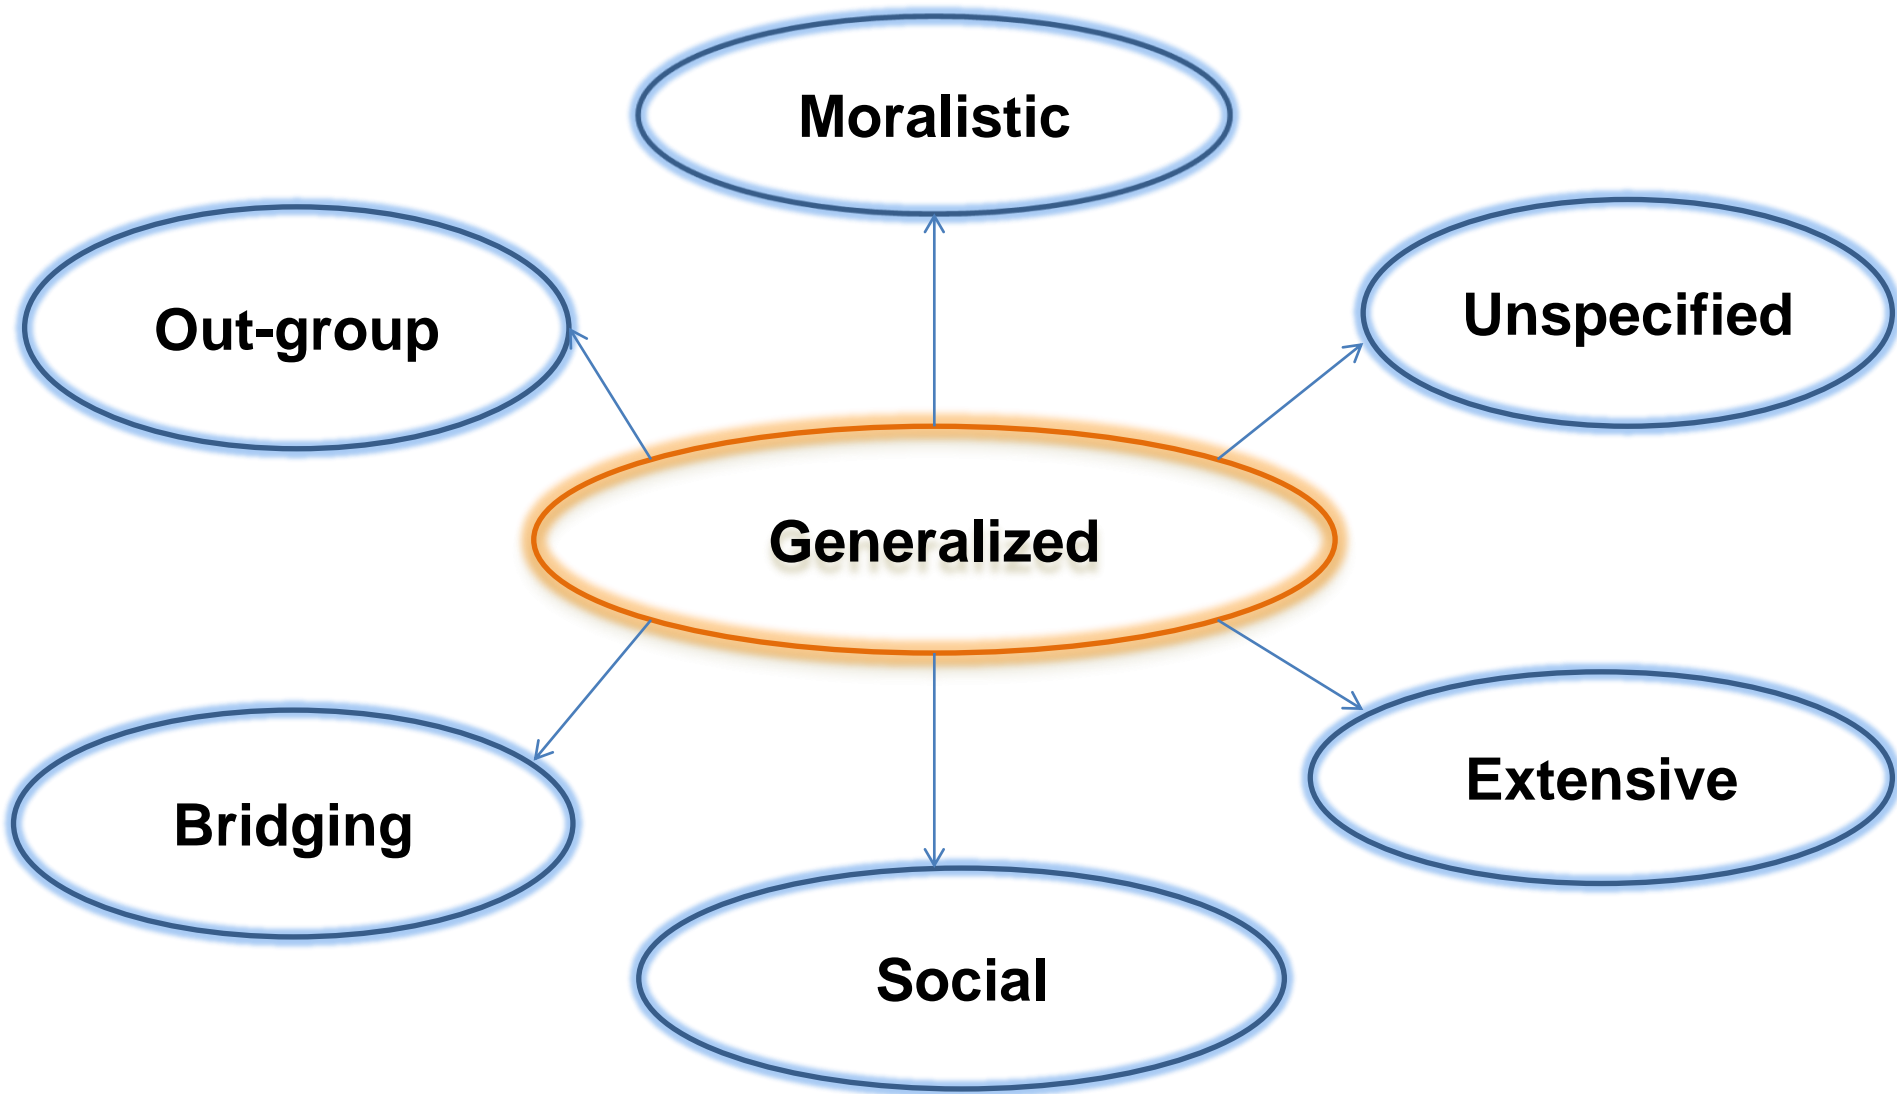 Moralistic
Out-group
Unspecified
Generalized
Bridging
Extensive
Social